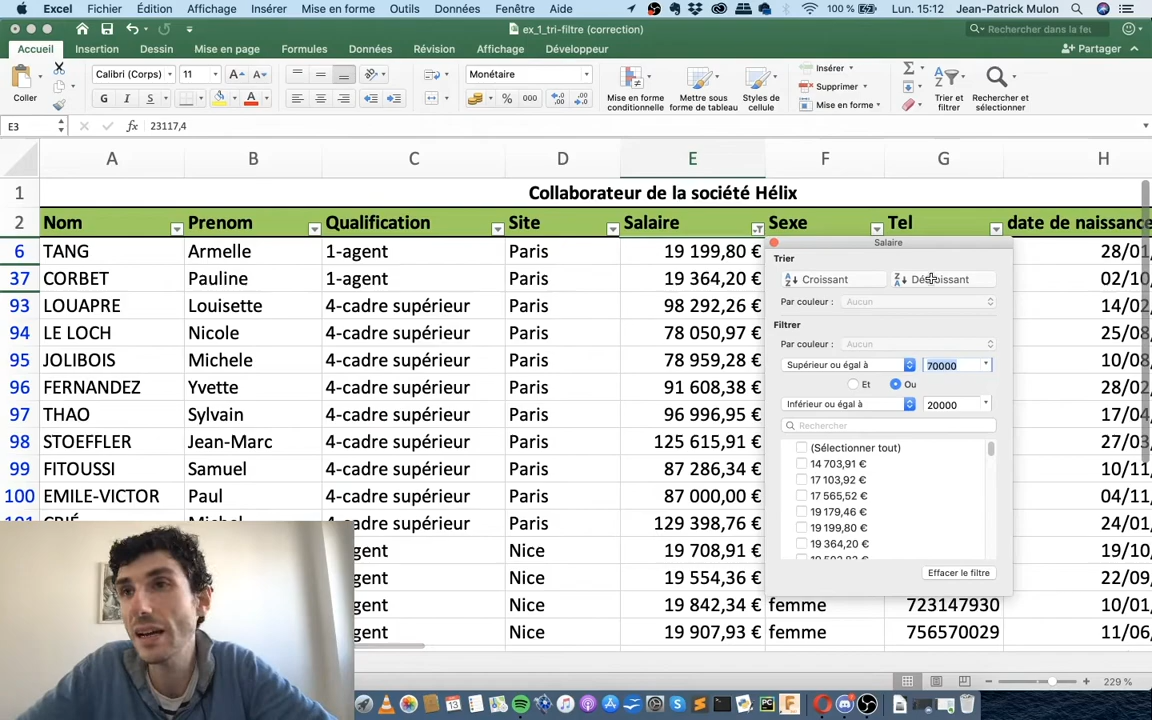 Excel Fichier Édition Affichage Insérer Mise en forme Outils Données Fenêtre Aide 100 % Lun. 15:12 Jean-Patrick Mulon
ex_1_tri-filtre (correction)
Rechercher dans la feu
Accueil Insertion Dessin Mise en page Formules Données Révision Affichage Développeur Partager
Coller
Calibri (Corps) 11
Monétaire
G I S
% 000
Mise en forme conditionnelle
Mettre sous forme de tableau
Styles de cellule
Insérer
Supprimer
Mise en forme
Trier et filtrer
Rechercher et sélectionner
E3 fx 23117,4
A B C D E F G H
1 Collaborateur de la société Hélix
2 Nom Prenom Qualification Site Salaire Sexe Tel date de naissance
6 TANG Armelle 1-agent Paris 19 199,80 € 28/01
37 CORBET Pauline 1-agent Paris 19 364,20 € 02/10
93 LOUAPRE Louisette 4-cadre supérieur Paris 98 292,26 € 14/02
94 LE LOCH Nicole 4-cadre supérieur Paris 78 050,97 € 25/08
95 JOLIBOIS Michele 4-cadre supérieur Paris 78 959,28 € 10/08
96 FERNANDEZ Yvette 4-cadre supérieur Paris 91 608,38 € 28/02
97 THAO Sylvain 4-cadre supérieur Paris 96 996,95 € 17/04
98 STOEFFLER Jean-Marc 4-cadre supérieur Paris 125 615,91 € 27/03
99 FITOUSSI Samuel 4-cadre supérieur Paris 87 286,34 € 10/11
100 EMILE-VICTOR Paul 4-cadre supérieur Paris 87 000,00 € 04/11
101 CRIÉ Michel 4-cadre supérieur Paris 129 398,76 € 24/01
gent Nice 19 708,91 € 19/10
gent Nice 19 554,36 € 22/09
gent Nice 19 842,34 € femme 723147930 10/01
gent Nice 19 907,93 € femme 756570029 11/06
Salaire
Trier
Croissant Décroissant
Par couleur : Aucun
Filtrer
Par couleur : Aucun
Supérieur ou égal à 70000
Et Ou
Inférieur ou égal à 20000
Rechercher
(Sélectionner tout)
14 703,91 €
17 103,92 €
17 565,52 €
19 179,46 €
19 199,80 €
19 364,20 €
Effacer le filtre
229 %